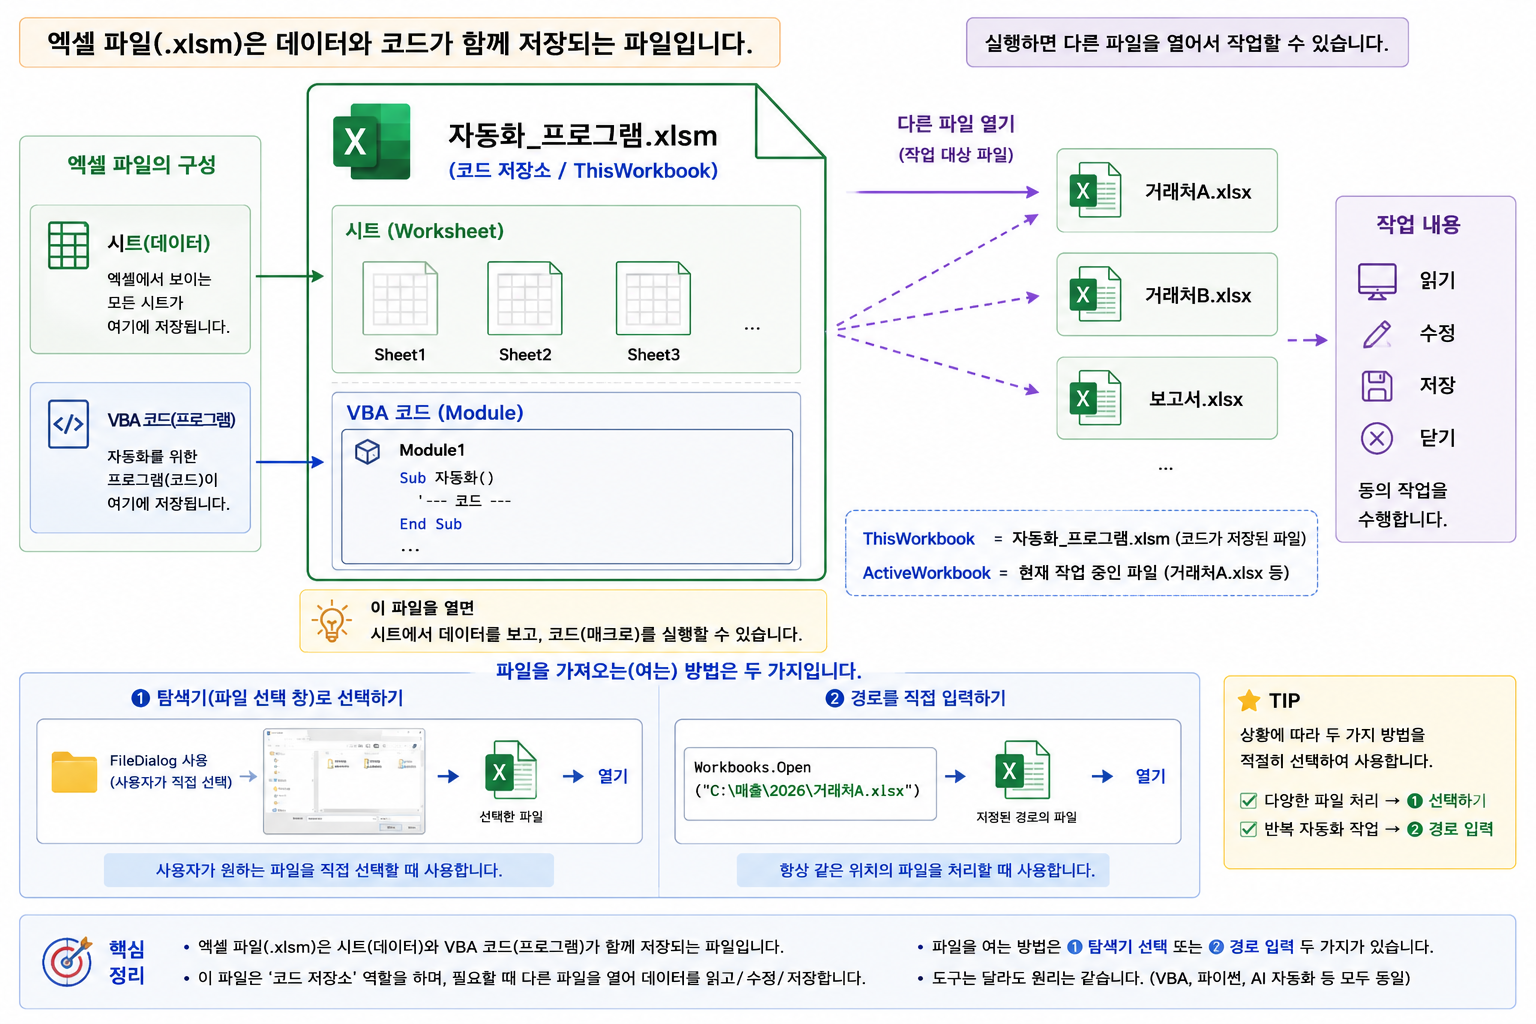 엑셀 파일(.xlsm)은 데이터와 코드가 함께 저장되는 파일입니다.
실행하면 다른 파일을 열어서 작업할 수 있습니다.
엑셀 파일의 구성
시트(데이터)
엑셀에서 보이는
모든 시트가
여기에 저장됩니다.
VBA 코드(프로그램)
자동화를 위한
프로그램(코드)이
여기에 저장됩니다.
X
자동화_프로그램.xlsm
(코드 저장소 / ThisWorkbook)
시트 (Worksheet)
Sheet1
Sheet2
Sheet3
...
VBA 코드 (Module)
Module1
Sub 자동화()
'--- 코드 ---
End Sub
...
이 파일을 열면
시트에서 데이터를 보고, 코드(매크로)를 실행할 수 있습니다.
다른 파일 열기
(작업 대상 파일)
X
거래처A.xlsx
X
거래처B.xlsx
X
보고서.xlsx
...
작업 내용
읽기
수정
저장
닫기
동의 작업을
수행합니다.
ThisWorkbook = 자동화_프로그램.xlsm (코드가 저장된 파일)
ActiveWorkbook = 현재 작업 중인 파일 (거래처A.xlsx 등)
파일을 가져오는(여는) 방법은 두 가지입니다.
1 탐색기(파일 선택 창)로 선택하기
FileDialog 사용
(사용자가 직접 선택)
X
선택한 파일
열기
사용자가 원하는 파일을 직접 선택할 때 사용합니다.
2 경로를 직접 입력하기
Workbooks.Open
("C:\매출\2026\거래처A.xlsx")
X
지정된 경로의 파일
열기
항상 같은 위치의 파일을 처리할 때 사용합니다.
TIP
상황에 따라 두 가지 방법을
적절히 선택하여 사용합니다.
다양한 파일 처리 → 1 선택하기
반복 자동화 작업 → 2 경로 입력
핵심
정리
• 엑셀 파일(.xlsm)은 시트(데이터)와 VBA 코드(프로그램)가 함께 저장되는 파일입니다.
• 이 파일은 '코드 저장소' 역할을 하며, 필요할 때 다른 파일을 열어 데이터를 읽고/수정/저장합니다.
• 파일을 여는 방법은 1 탐색기 선택 또는 2 경로 입력 두 가지가 있습니다.
• 도구는 달라도 원리는 같습니다. (VBA, 파이썬, AI 자동화 등 모두 동일)